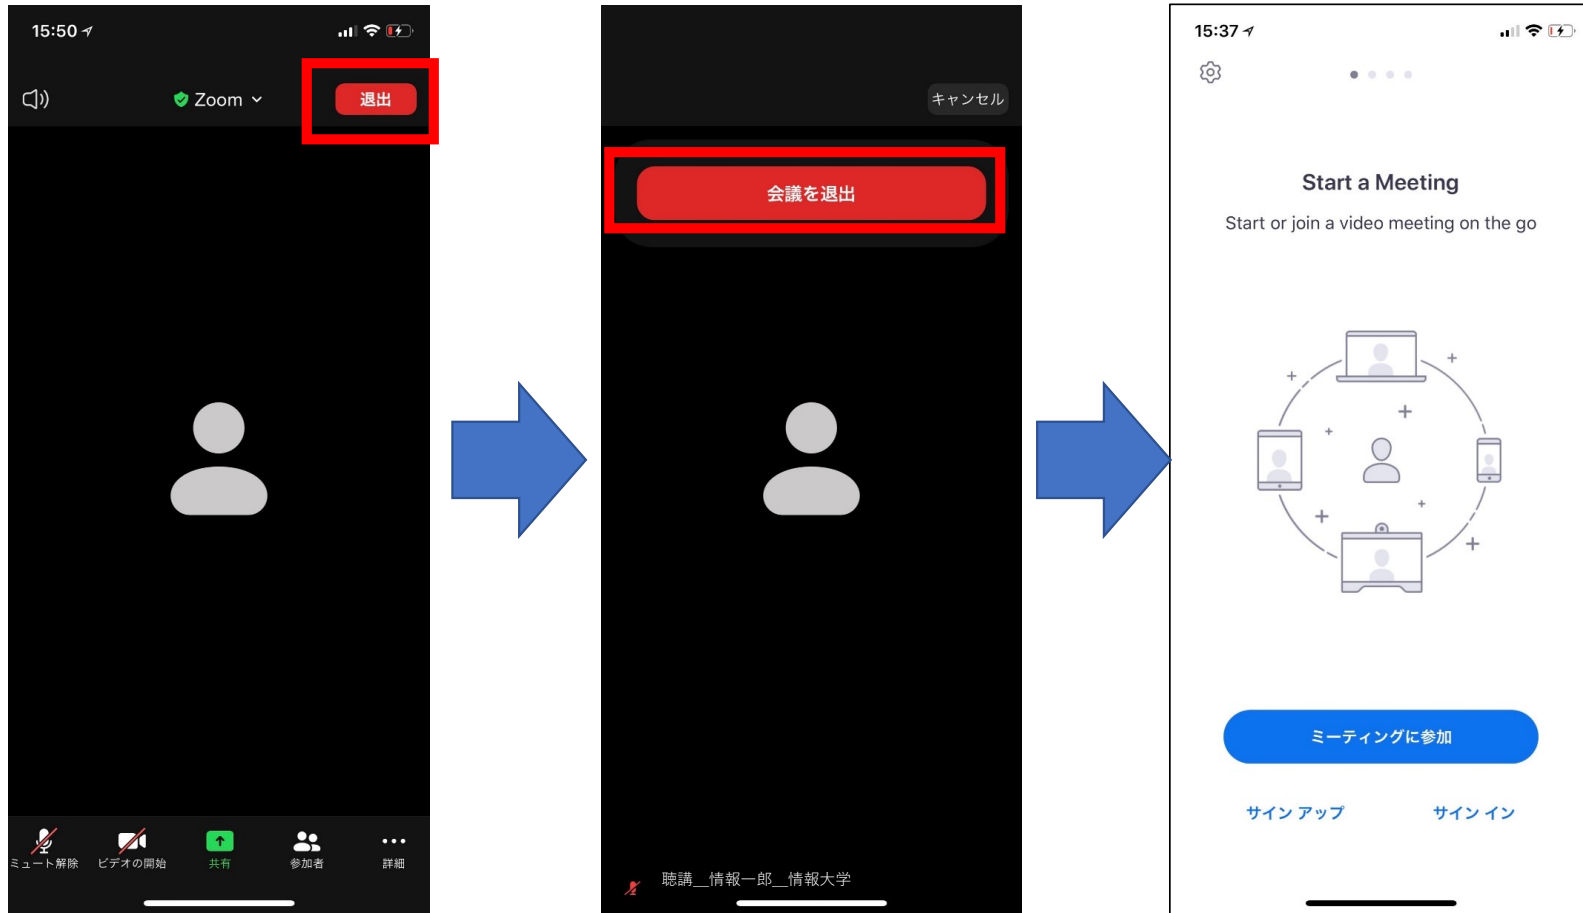 15:50
Zoom
退出
ミュート解除
ビデオの開始
共有
参加者
詳細
キャンセル
会議を退出
聴講__情報一郎__情報大学
15:37
Start a Meeting
Start or join a video meeting on the go
ミーティングに参加
サイン アップ
サイン イン